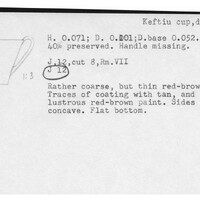 Keftiu cup,d
H. 0.071; D. 0.101;D.base 0.052.
40% preserved. Handle missing.
J.12,cut 8,Rm.VII
J 12
Rather coarse, but thin red-brow
Traces of coating with tan, and
lustrous red-brown paint. Sides
concave. Flat bottom.